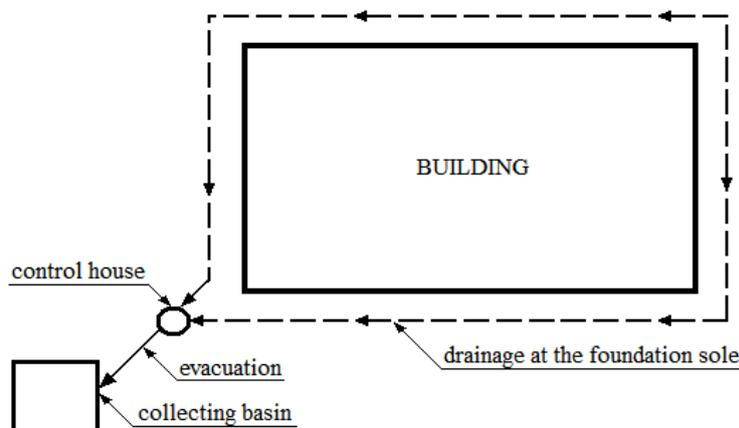 BUILDING
control house
drainage at the foundation sole
evacuation
collecting basin